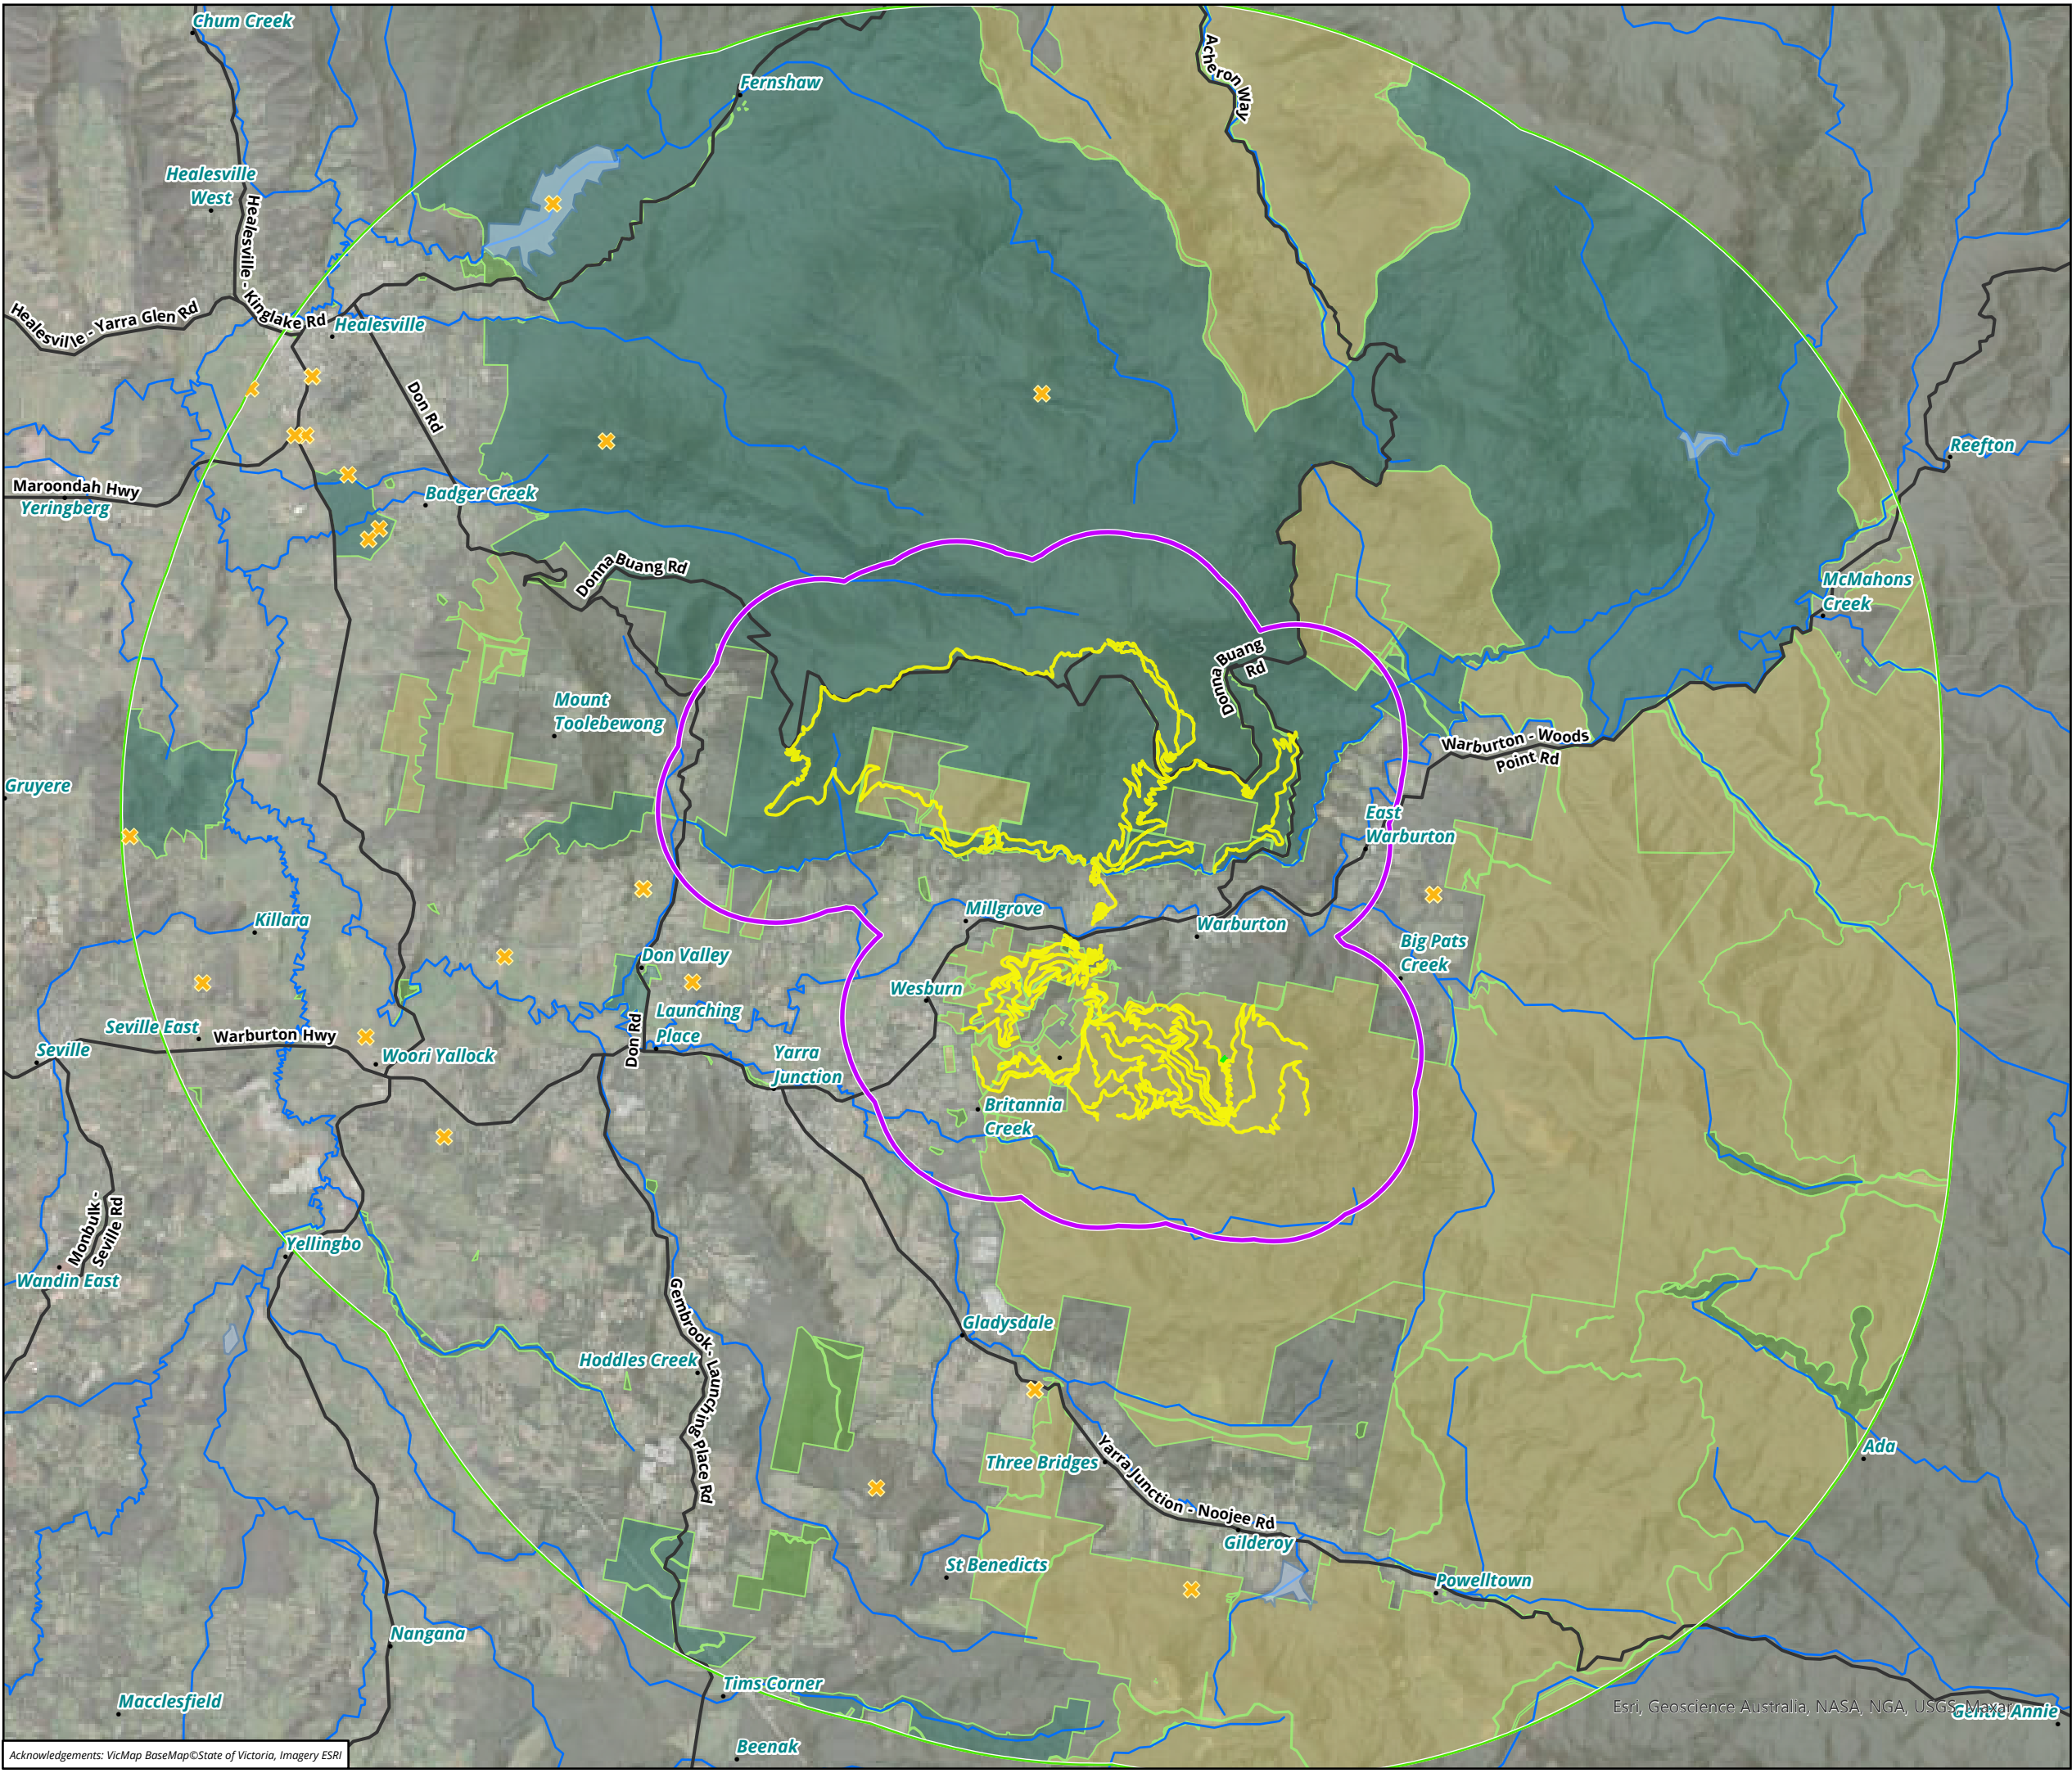 Chum Creek
Fernshaw
Acheron Way
Healesville
West
Healesville - Kinglake Rd
Healesville - Yarra Glen Rd
Healesville
Don Rd
Reefton
Maroondah Hwy
Yeringberg
Badger Creek
Donna Buang Rd
McMahons
Creek
Donna Buang
Rd
Mount
Toolebewong
Warburton - Woods
Point Rd
Gruyere
East
Warburton
Killara
Millgrove
Warburton
Big Pats
Creek
Don Valley
Wesburn
Launching
Place
Seville East
Warburton Hwy
Don Rd
Seville
Woori Yallock
Yarra
Junction
Britannia
Creek
Monbulk -
Seville Rd
Yellingbo
Wandin East
Gembrook - Launching Place Rd
Gladysdale
Hoddles Creek
Three Bridges
Yarra Junction - Noojee Rd
Ada
Gilderoy
St Benedicts
Powelltown
Nangana
Tims Corner
Macclesfield
Esri, Geoscience Australia, NASA, NGA, USGS, Maxar
Gentle Annie
Beenak
Acknowledgements: VicMap BaseMap©State of Victoria, Imagery ESRI